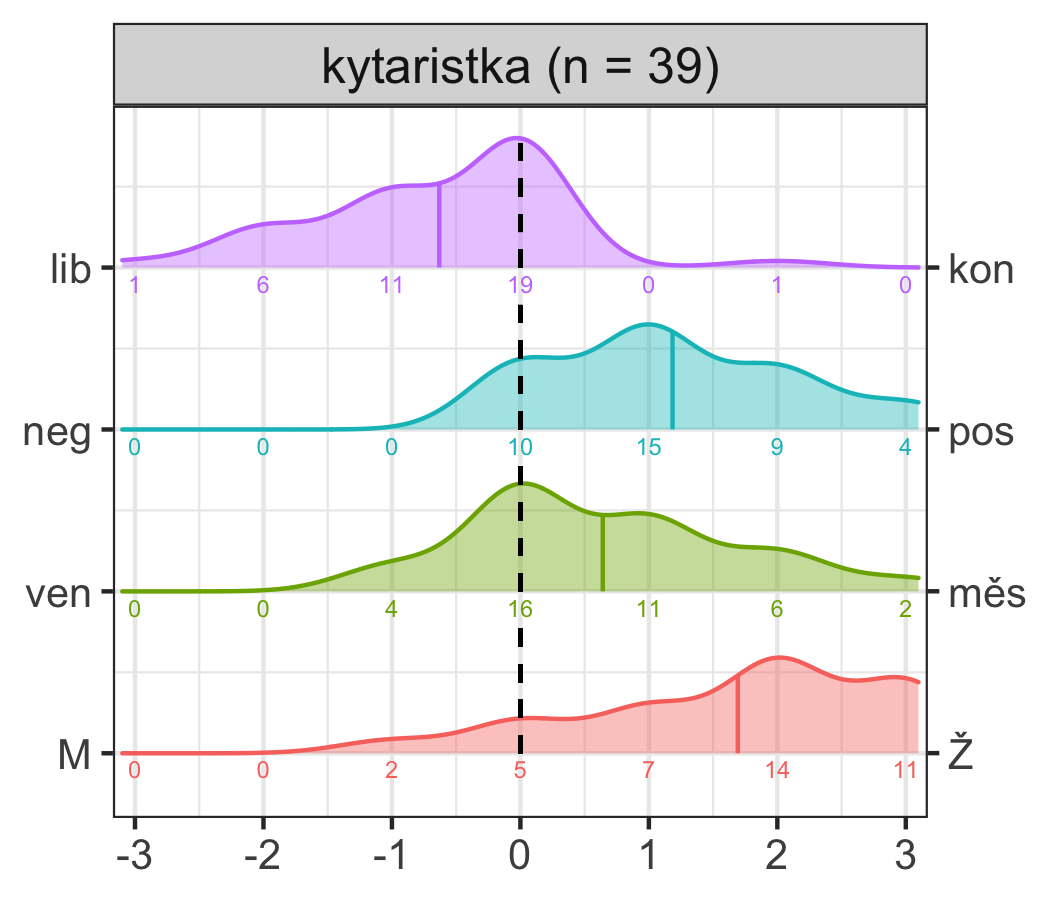 kytaristka (n = 39)
lib kon
1 6 11 19 0 1 0
neg pos
0 0 0 10 15 9 4
ven měs
0 0 4 16 11 6 2
M Ž
0 0 2 5 7 14 11
-3 -2 -1 0 1 2 3